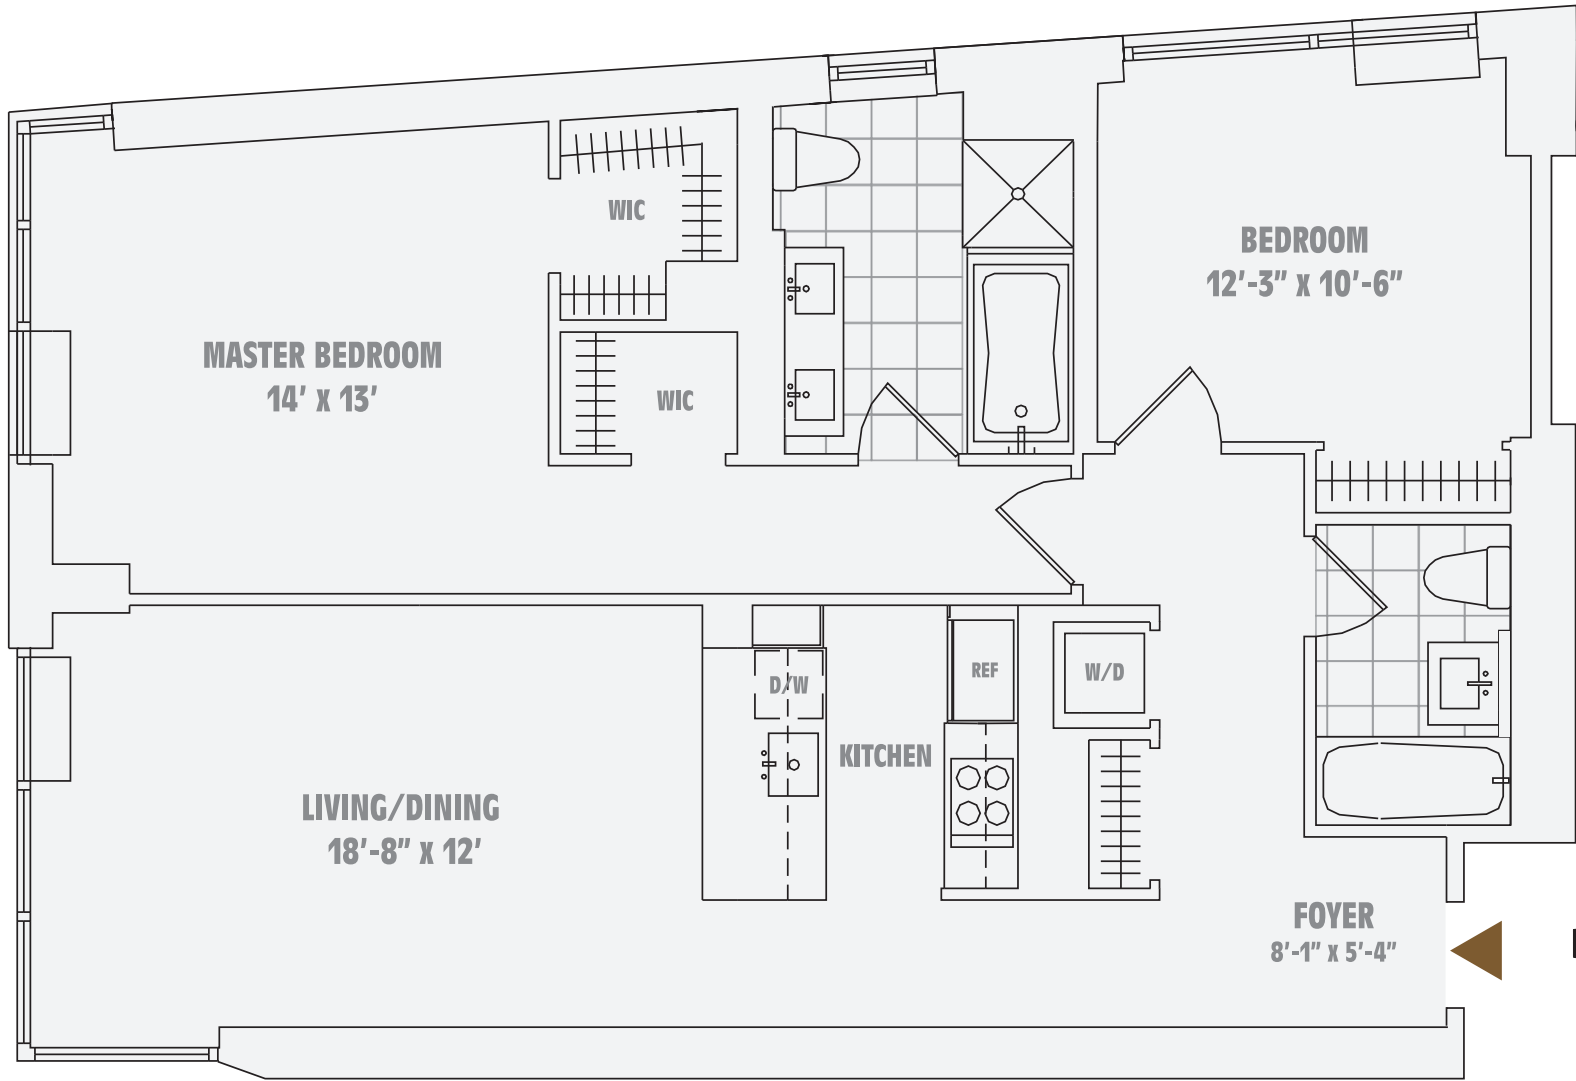 WIC
BEDROOM
12'-3" x 10'-6"
MASTER BEDROOM
14' x 13'
WIC
D/W
REF
W/D
KITCHEN
LIVING/DINING
18'-8" x 12'
FOYER
8'-1" x 5'-4"